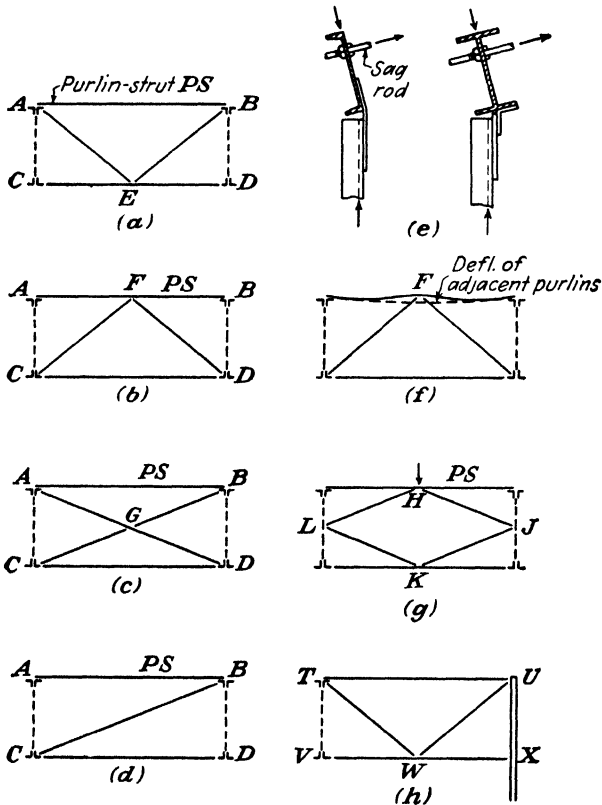 Purlin-strut PS
A B
C D
E
(a)
Sag
rod
(e)
A F PS B
C D
(b)
Defl. of
F adjacent purlins
(f)
A PS B
G
C D
(c)
PS
H
L J
K
(g)
A PS B
C D
(d)
T U
V W X
(h)